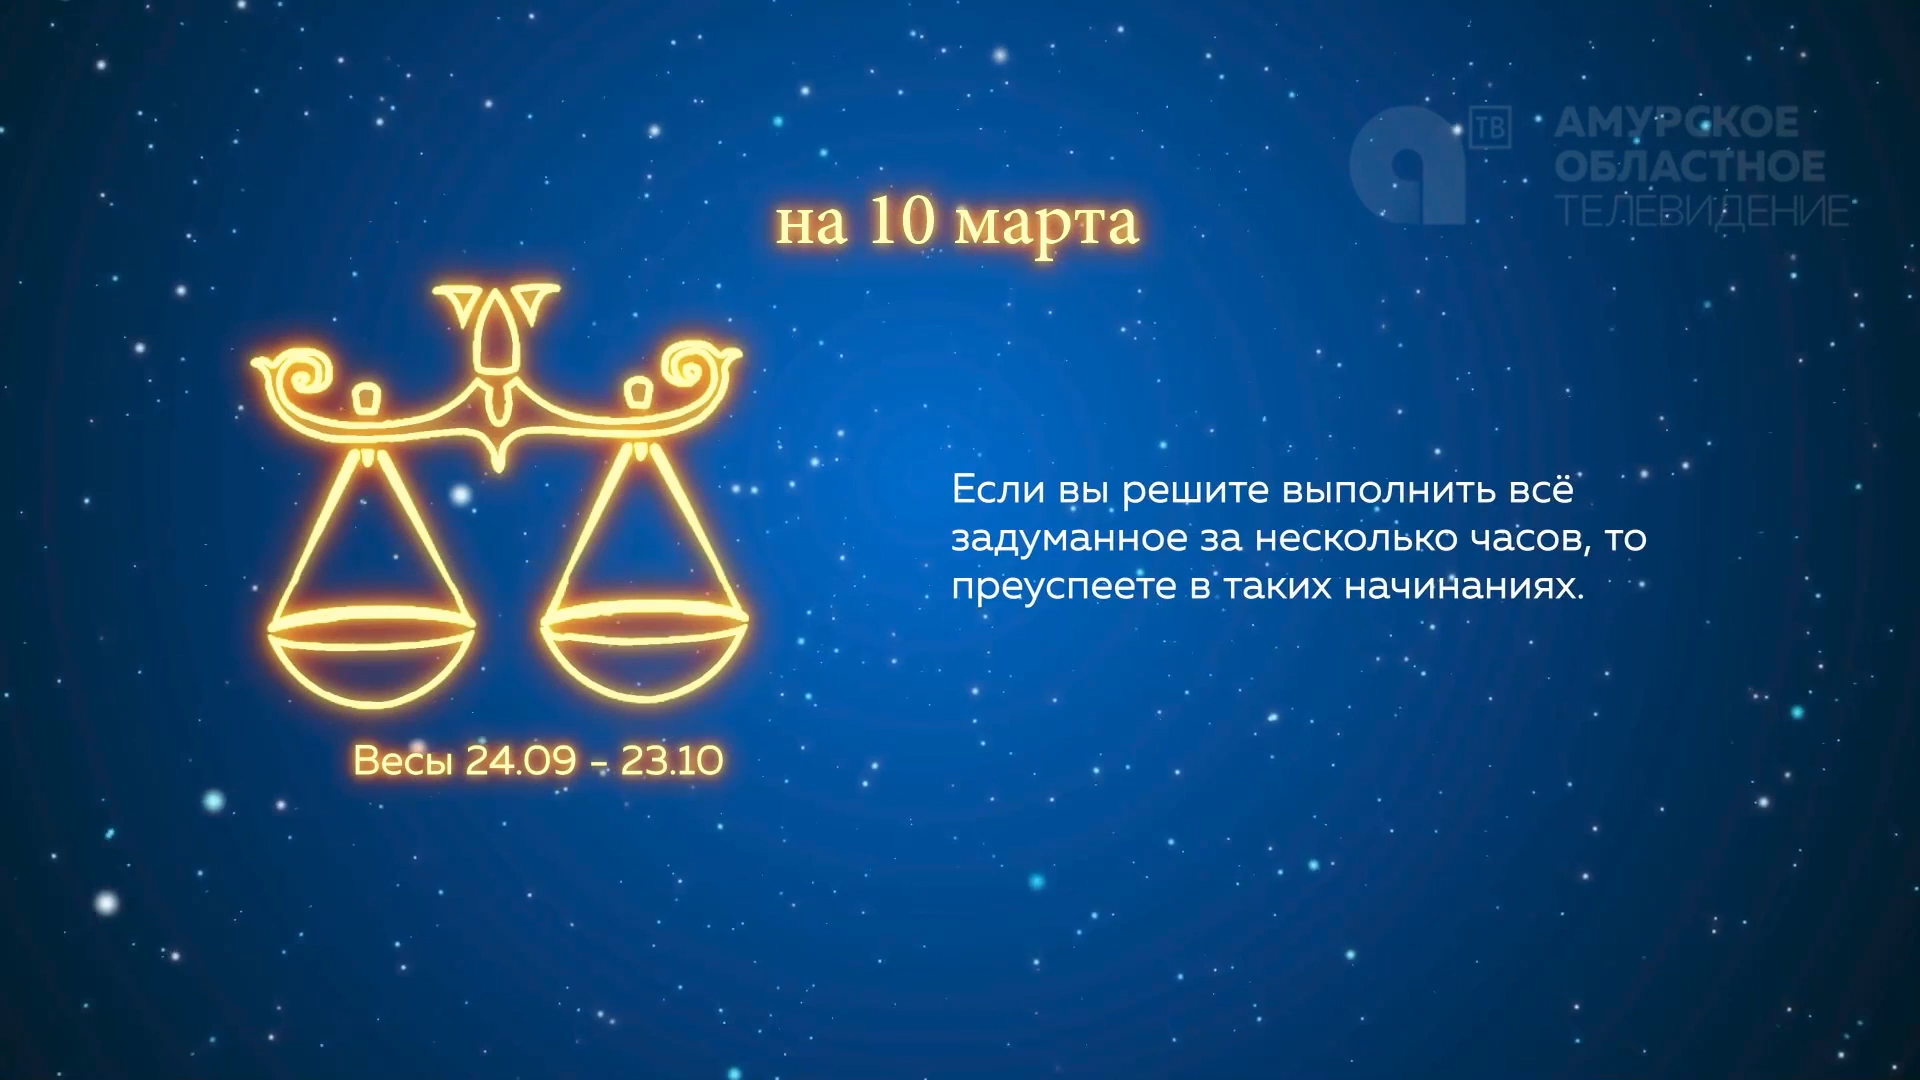 ТВ
АМУРСКОЕ
ОБЛАСТНОЕ
ТЕЛЕВИДЕНИЕ
на 10 марта
Если вы решите выполнить всё
задуманное за несколько часов, то
преуспеете в таких начинаниях.
Весы 24.09 - 23.10